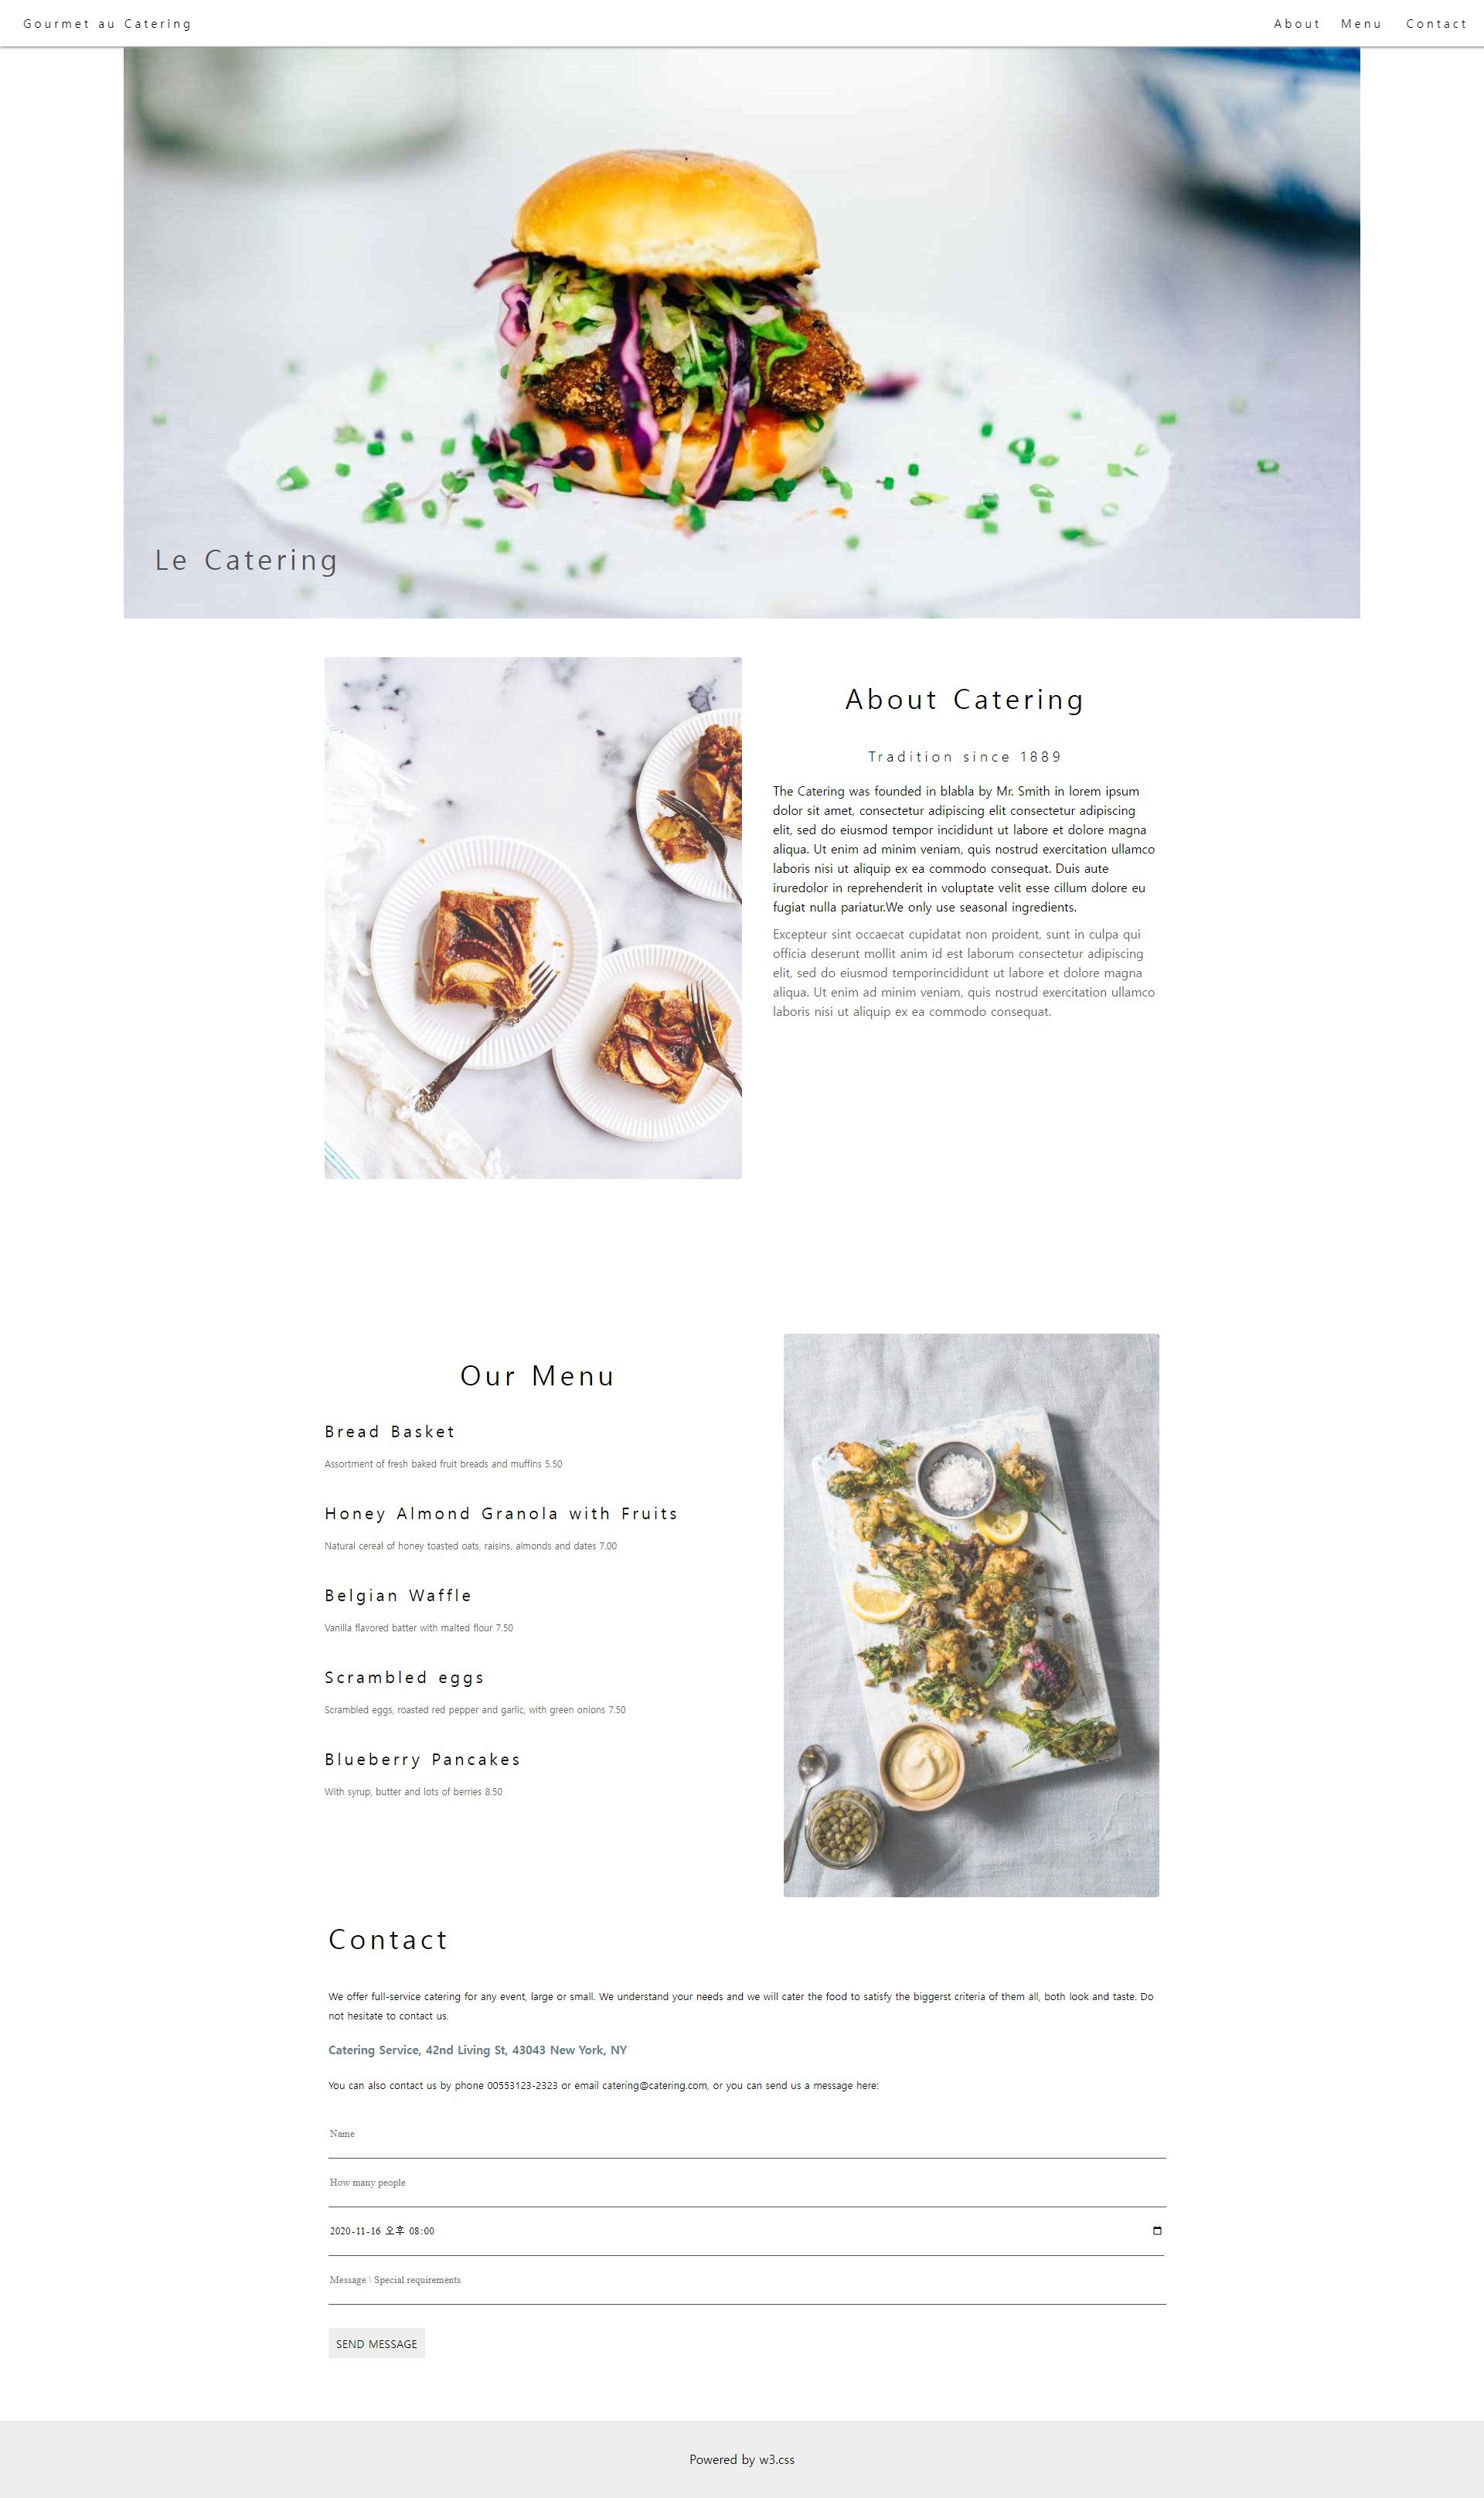 Gourmet au Catering
About Menu Contact
Le Catering
About Catering
Tradition since 1889
The Catering was founded in blabla by Mr. Smith in lorem ipsum
dolor sit amet, consectetur adipiscing elit consectetur adipiscing
elit, sed do eiusmod tempor incididunt ut labore et dolore magna
aliqua. Ut enim ad minim veniam, quis nostrud exercitation ullamco
laboris nisi ut aliquip ex ea commodo consequat. Duis aute
iruredolor in reprehenderit in voluptate velit esse cillum dolore eu
fugiat nulla pariatur.We only use seasonal ingredients.
Excepteur sint occaecat cupidatat non proident, sunt in culpa qui
officia deserunt mollit anim id est laborum consectetur adipiscing
elit, sed do eiusmod temporincididunt ut labore et dolore magna
aliqua. Ut enim ad minim veniam, quis nostrud exercitation ullamco
laboris nisi ut aliquip ex ea commodo consequat.
Our Menu
Bread Basket
Assortment of fresh baked fruit breads and muffins 5.50
Honey Almond Granola with Fruits
Natural cereal of honey toasted oats, raisins, almonds and dates 7.00
Belgian Waffle
Vanilla flavored batter with malted flour 7.50
Scrambled eggs
Scrambled eggs, roasted red pepper and garlic, with green onions 7.50
Blueberry Pancakes
With syrup, butter and lots of berries 8.50
Contact
We offer full-service catering for any event, large or small. We understand your needs and we will cater the food to satisfy the biggerst criteria of them all, both look and taste. Do
not hesitate to contact us.
Catering Service, 42nd Living St, 43043 New York, NY
You can also contact us by phone 00553123-2323 or email catering@catering.com, or you can send us a message here:
Name
How many people
2020-11-16 오후 08:00
Message \ Special requirements
SEND MESSAGE
Powered by w3.css